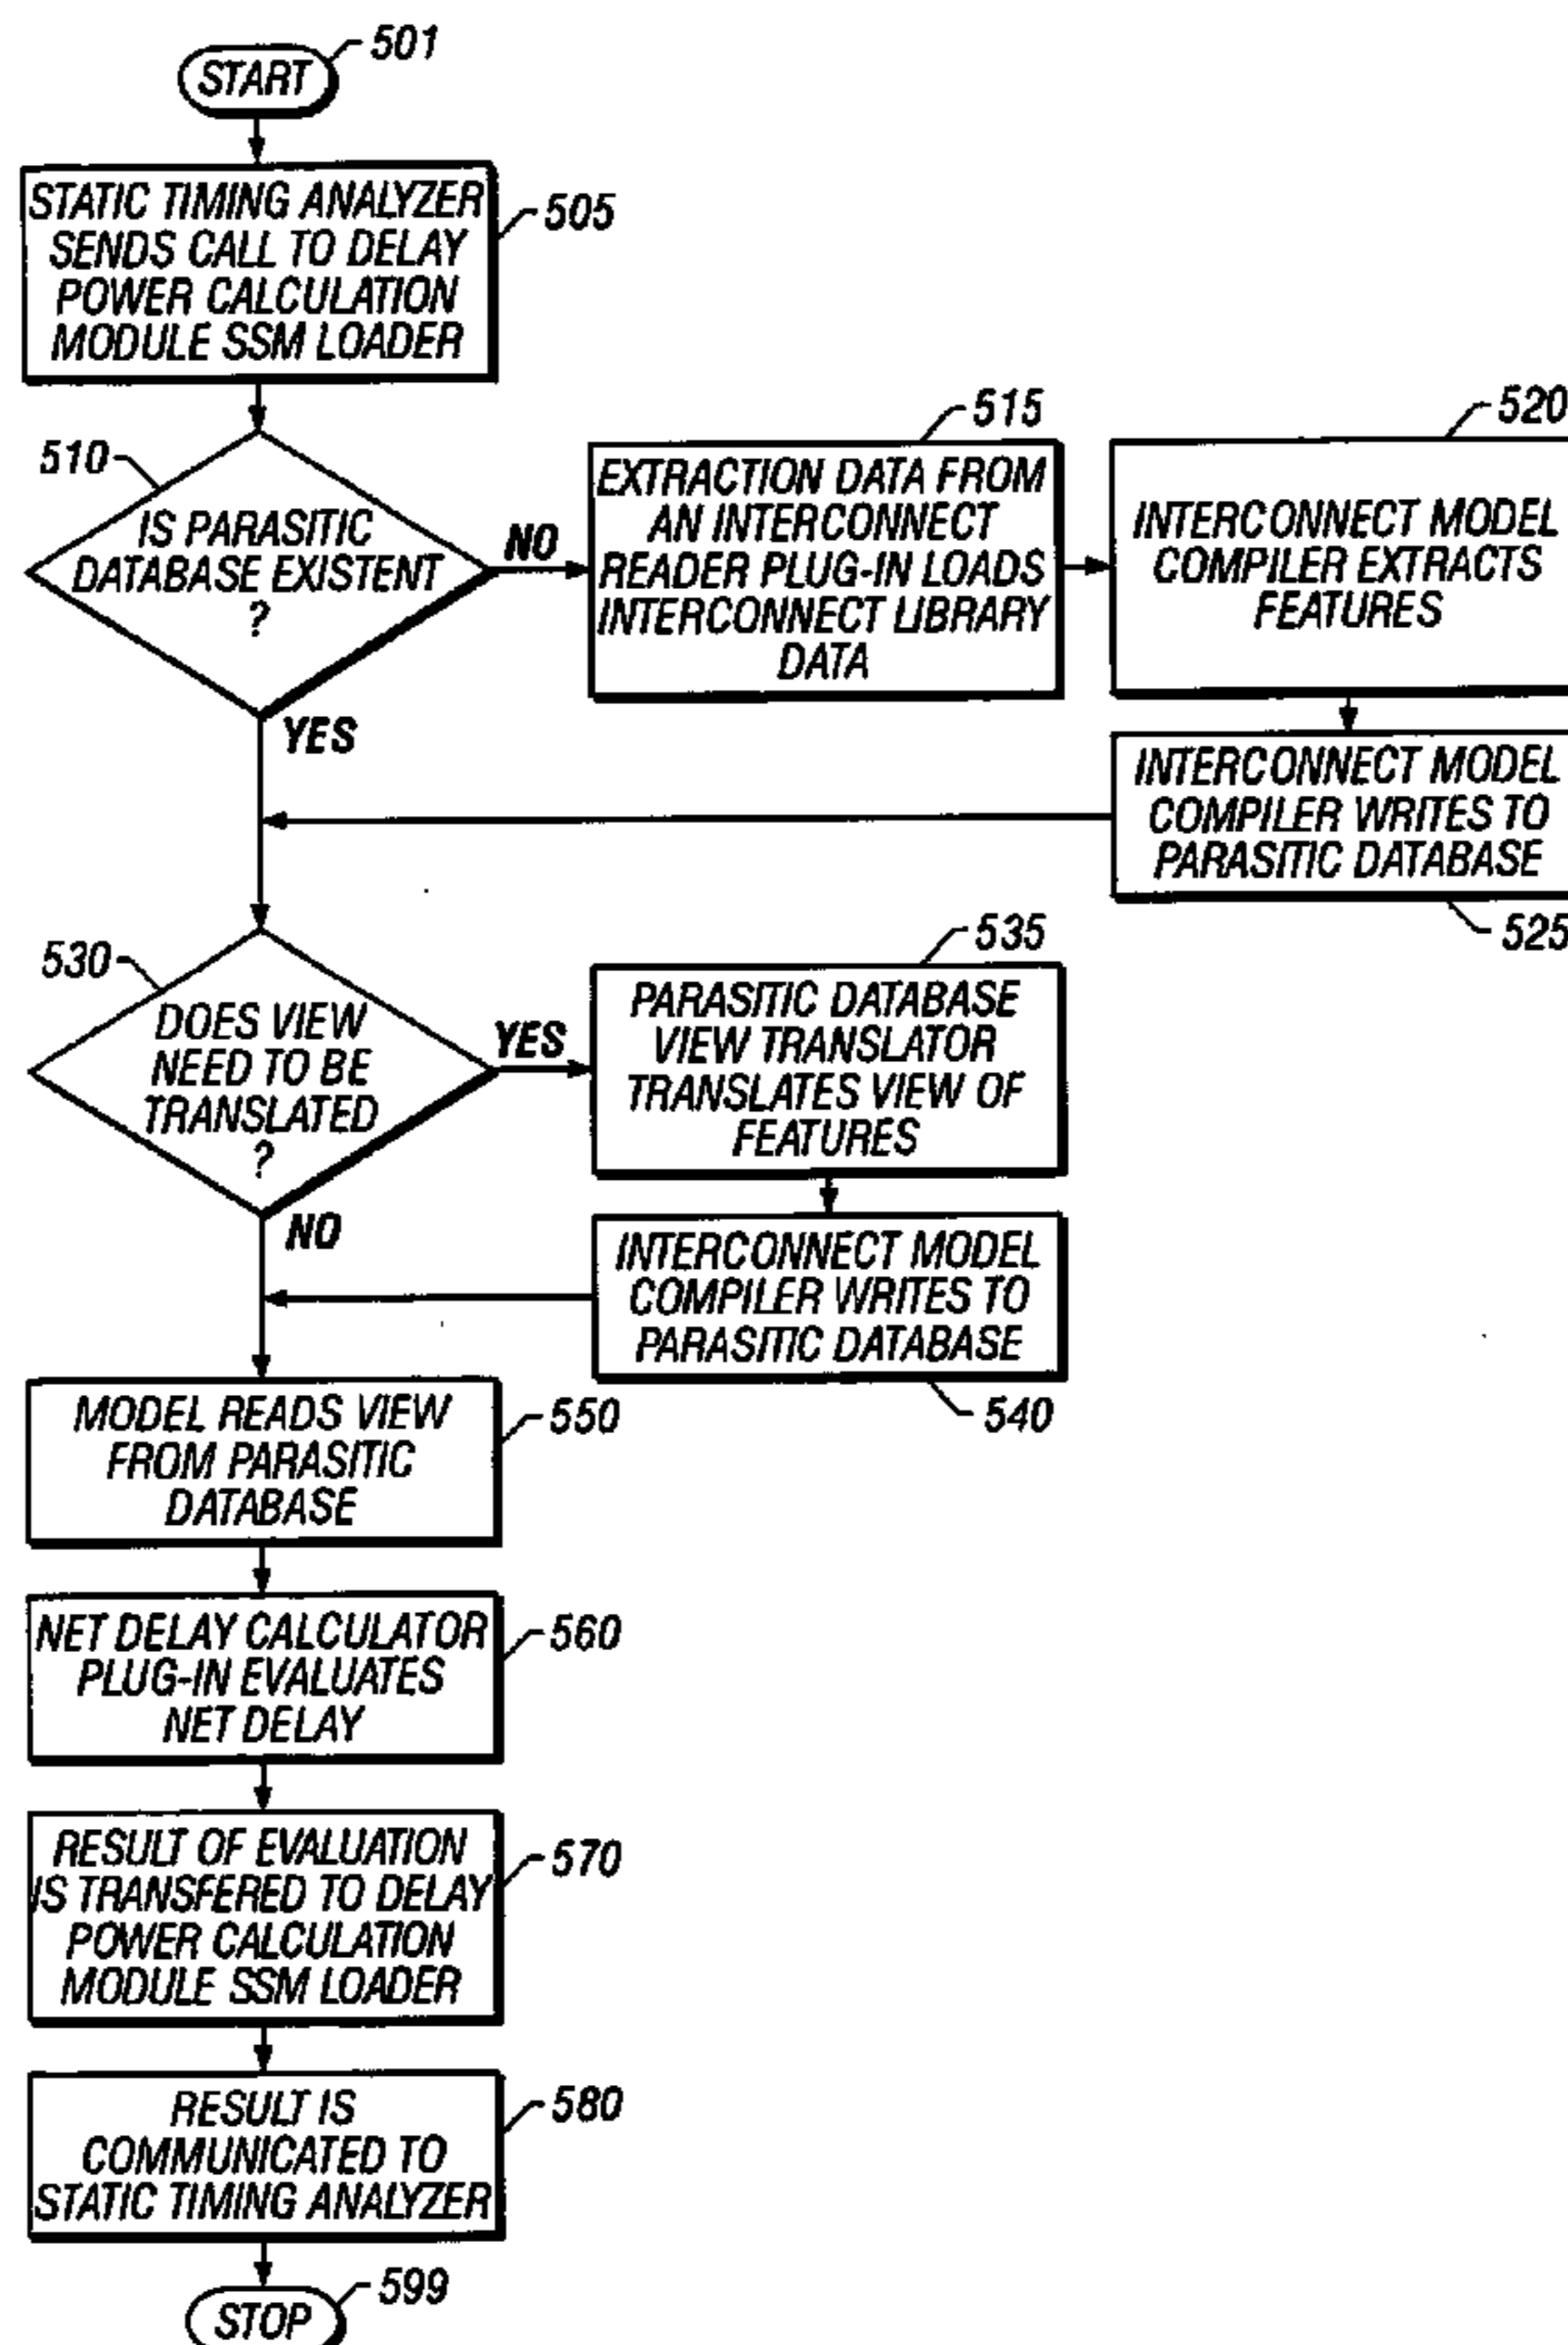 START
501
STATIC TIMING ANALYZER
SENDS CALL TO DELAY
POWER CALCULATION
MODULE SSM LOADER
505
510
IS PARASITIC
DATABASE EXISTENT
?
NO
YES
515
EXTRACTION DATA FROM
AN INTERCONNECT
READER PLUG-IN LOADS
INTERCONNECT LIBRARY
DATA
520
INTERCONNECT MODEL
COMPILER EXTRACTS
FEATURES
INTERCONNECT MODEL
COMPILER WRITES TO
PARASITIC DATABASE
525
530
DOES VIEW
NEED TO BE
TRANSLATED
?
YES
NO
535
PARASITIC DATABASE
VIEW TRANSLATOR
TRANSLATES VIEW OF
FEATURES
INTERCONNECT MODEL
COMPILER WRITES TO
PARASITIC DATABASE
540
MODEL READS VIEW
FROM PARASITIC
DATABASE
550
NET DELAY CALCULATOR
PLUG-IN EVALUATES
NET DELAY
560
RESULT OF EVALUATION
IS TRANSFERED TO DELAY
POWER CALCULATION
MODULE SSM LOADER
570
RESULT IS
COMMUNICATED TO
STATIC TIMING ANALYZER
580
STOP
599